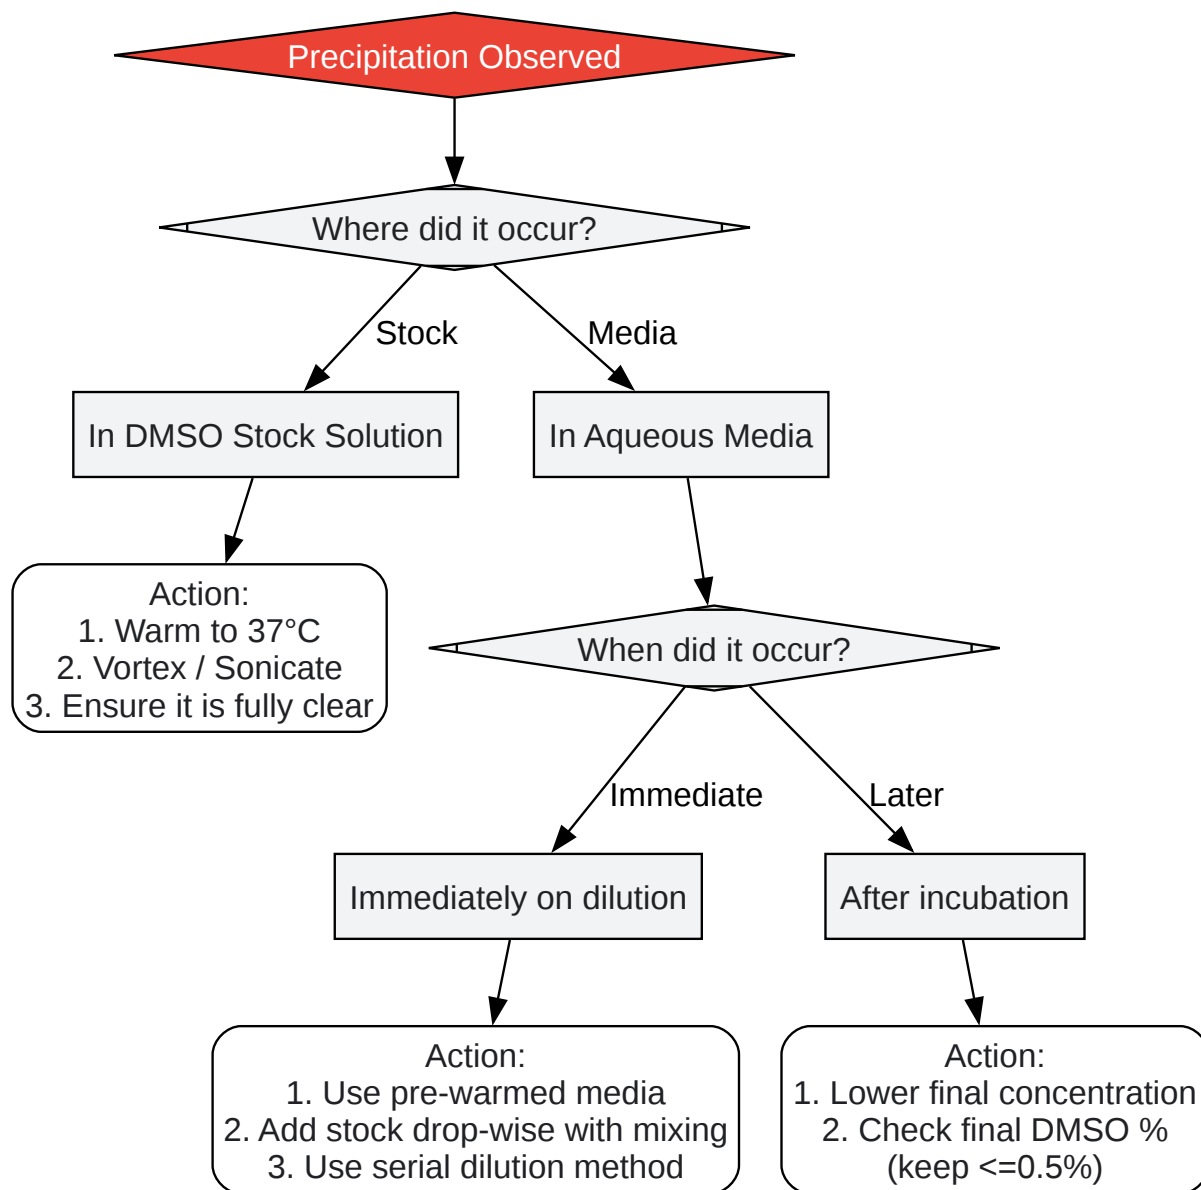 Precipitation Observed
Where did it occur?
Stock
Media
In DMSO Stock Solution
In Aqueous Media
Action:
1. Warm to 37°C
2. Vortex / Sonicate
3. Ensure it is fully clear
When did it occur?
Immediate
Later
Immediately on dilution
After incubation
Action:
1. Use pre-warmed media
2. Add stock drop-wise with mixing
3. Use serial dilution method
Action:
1. Lower final concentration
2. Check final DMSO %
(keep <=0.5%)